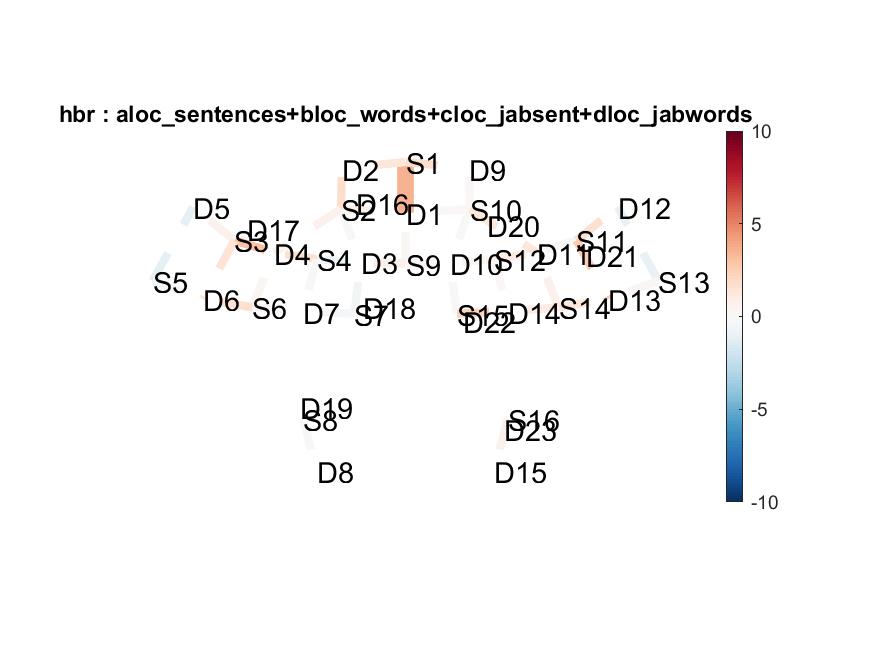 hbr : aloc_sentences+bloc_words+cloc_jabsent+dloc_jabwords
10
5
0
-5
-10
D2 S1 D9
D5 S2 D16 D1 S10 D12
D17 D20
S3 D4 S4 D3 S9 D10 S12 D11 S11 D21
S5 S13
D6 S6 D7 S7 D18 S15 D22 D14 S14 D13
D19 S16
S8 D23
D8 D15